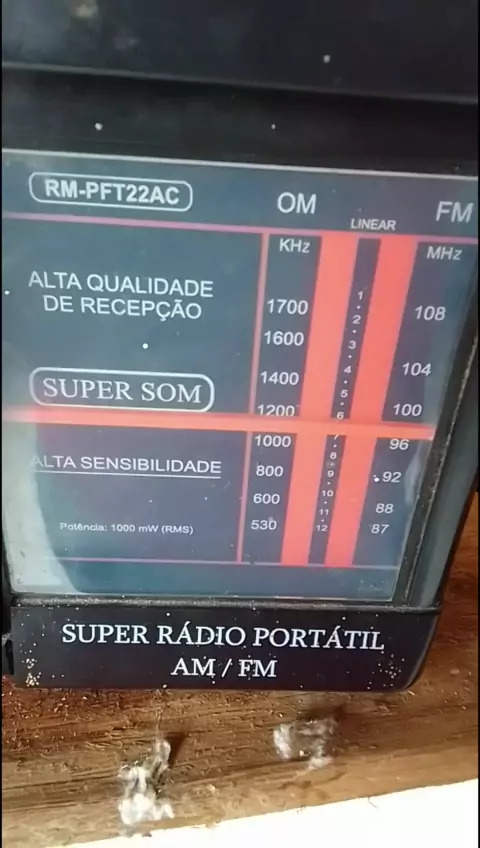 RM-PFT22AC
OM
LINEAR
FM
KHz
MHz
ALTA QUALIDADE
DE RECEPÇÃO
SUPER SOM
ALTA SENSIBILIDADE
Potência: 1000 mW (RMS)
1700
1600
1400
1200
1000
800
600
530
1
2
3
4
5
6
7
8
9
10
11
12
108
104
100
96
92
88
87
SUPER RÁDIO PORTÁTIL
AM / FM